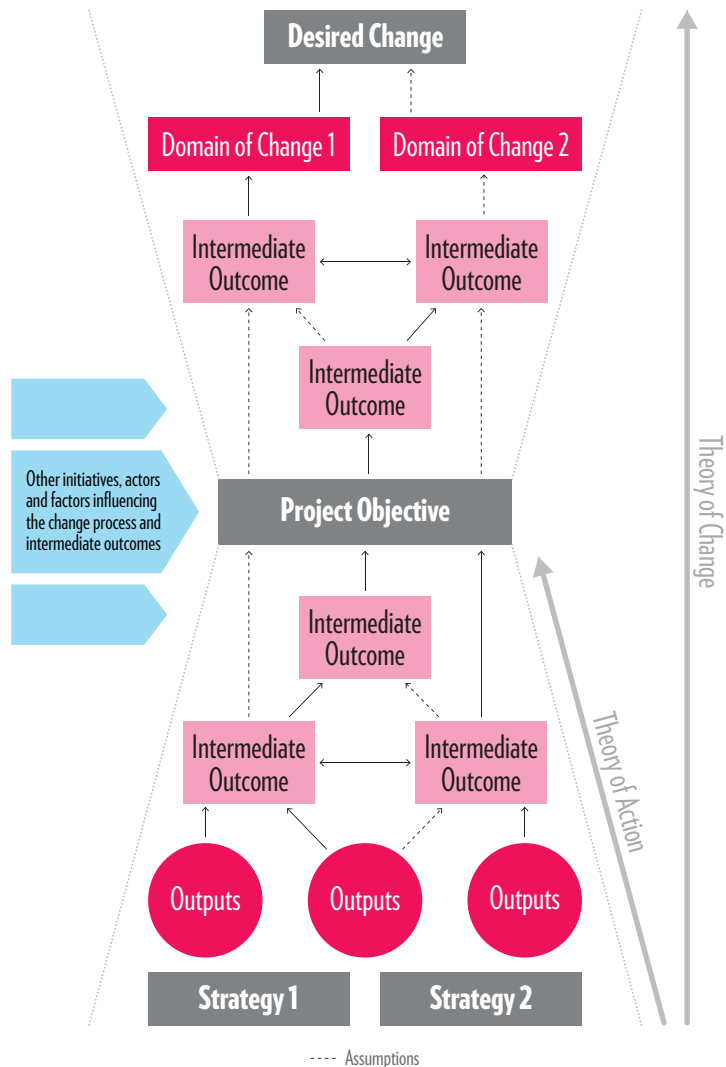 Desired Change
Domain of Change 1
Domain of Change 2
Intermediate
Outcome
Intermediate
Outcome
Intermediate
Outcome
Other initiatives, actors
and factors influencing
the change process and
intermediate outcomes
Project Objective
Theory of Change
Intermediate
Outcome
Intermediate
Outcome
Intermediate
Outcome
Theory of Action
Outputs
Outputs
Outputs
Strategy 1
Strategy 2
---- Assumptions